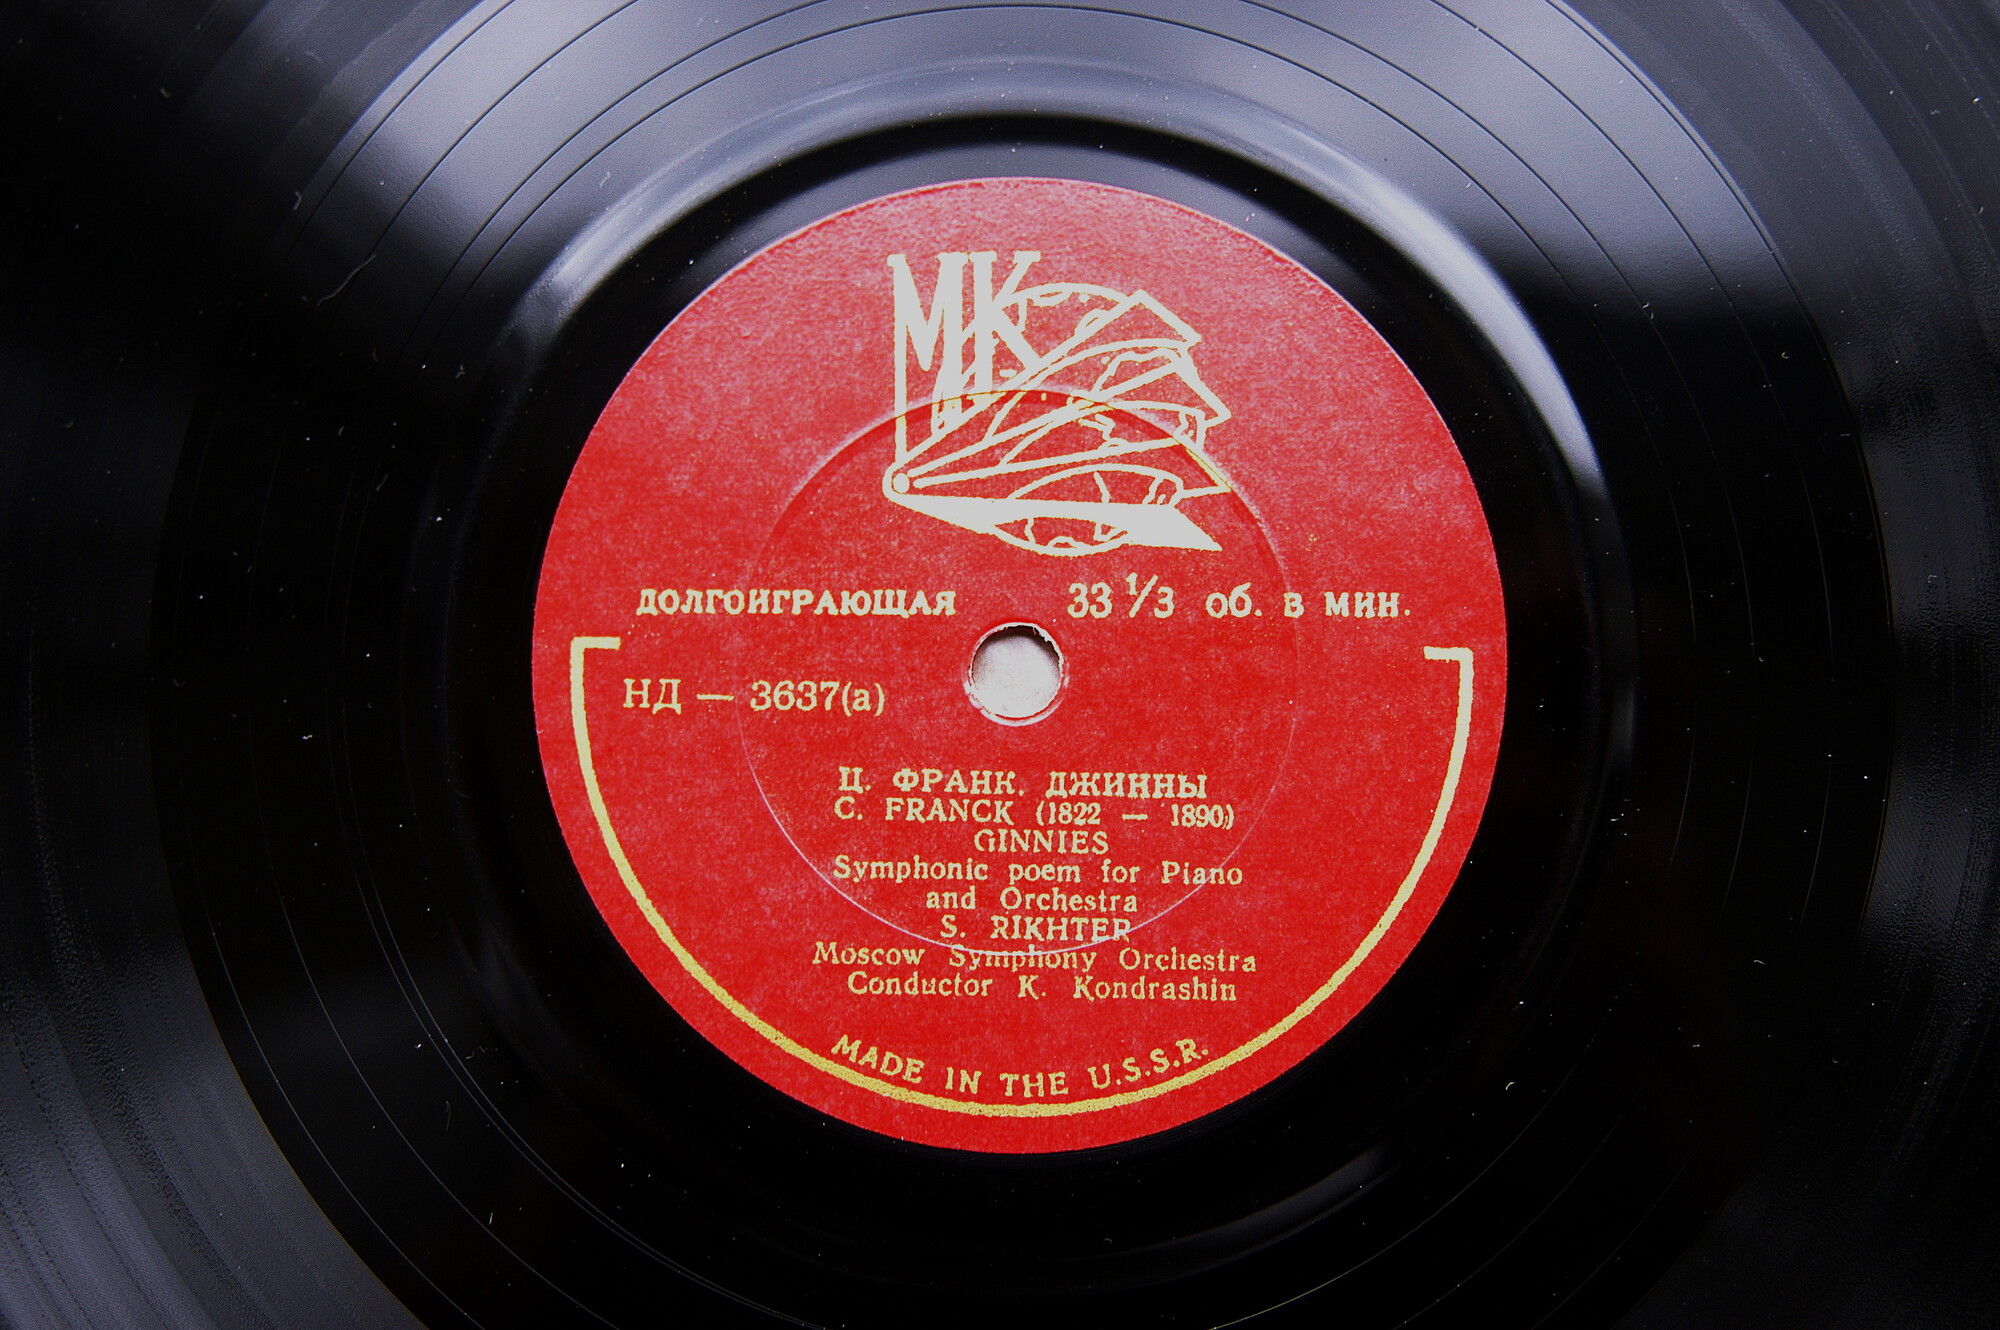 МК
ДОЛГОИГРАЮЩАЯ 33 1/3 об. в мин.
НД — 3637(а)
Ц. ФРАНК. ДЖИННЫ
C. FRANCK (1822 — 1890)
GINNIES
Symphonic poem for Piano
and Orchestra
S. RIKHTER
Moscow Symphony Orchestra
Conductor K. Kondrashin
MADE IN THE U.S.S.R.